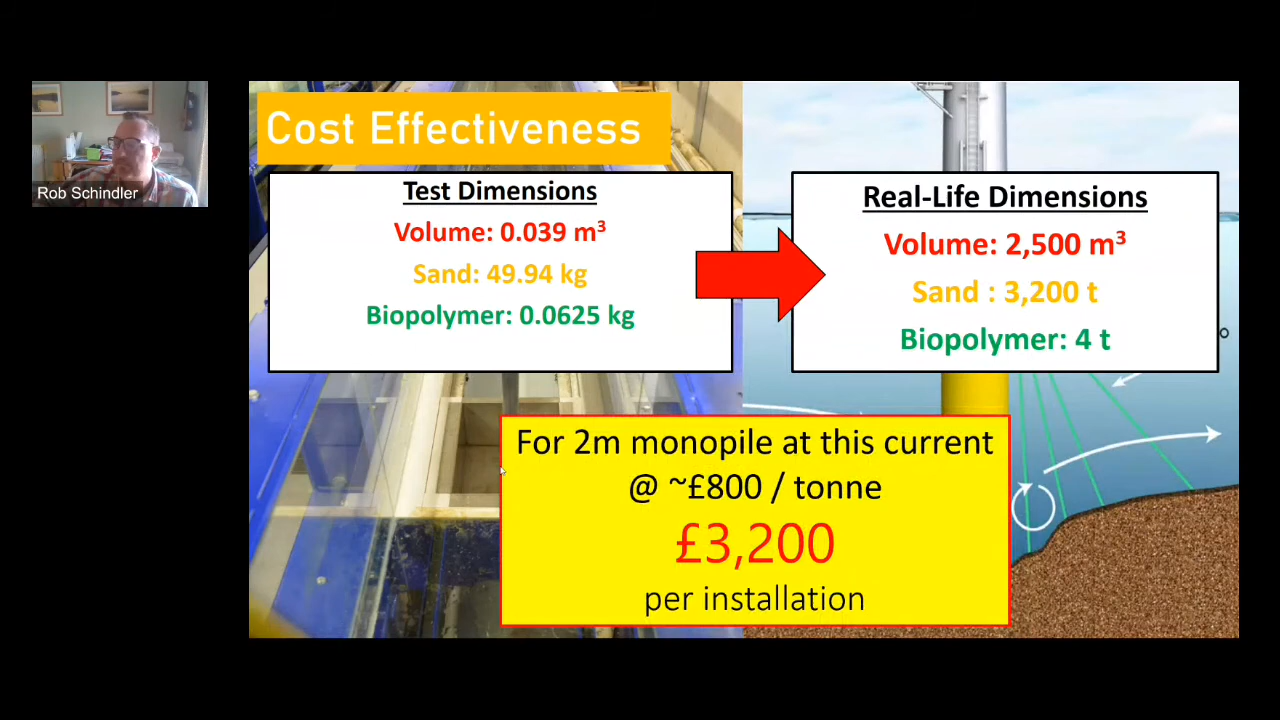 Rob Schindler
Cost Effectiveness
Test Dimensions
Volume: 0.039 m³
Sand: 49.94 kg
Biopolymer: 0.0625 kg
Real-Life Dimensions
Volume: 2,500 m³
Sand : 3,200 t
Biopolymer: 4 t
For 2m monopile at this current
@ ~£800 / tonne
£3,200
per installation